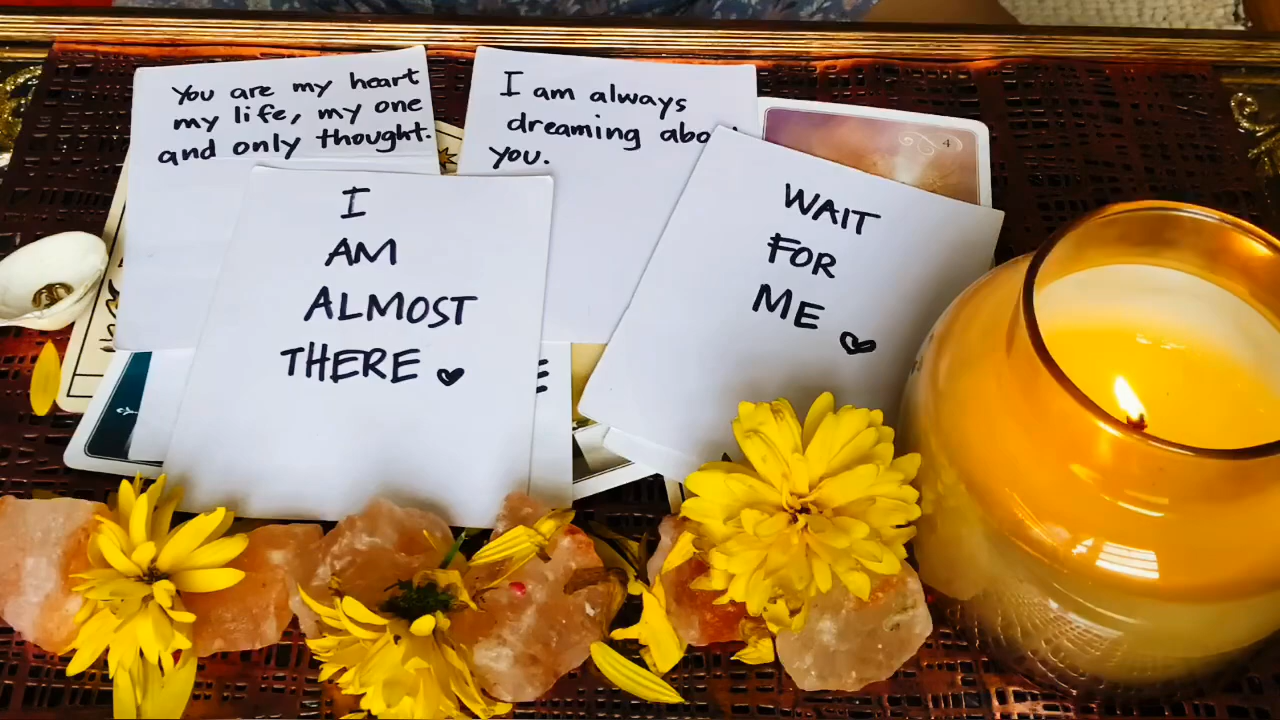 You are my heart
my life, my one
and only thought.
I am always
dreaming
you.
I
AM
ALMOST
THERE
WAIT
FOR
ME
4